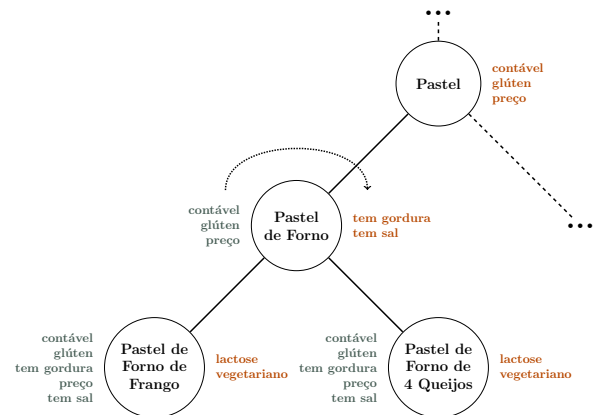 ...
Pastel
contável
glúten
preço
...
contável
glúten
preço
Pastel
de Forno
tem gordura
tem sal
contável
glúten
tem gordura
preço
tem sal
Pastel de
Forno de
Frango
lactose
vegetariano
contável
glúten
tem gordura
preço
tem sal
Pastel de
Forno de
4 Queijos
lactose
vegetariano